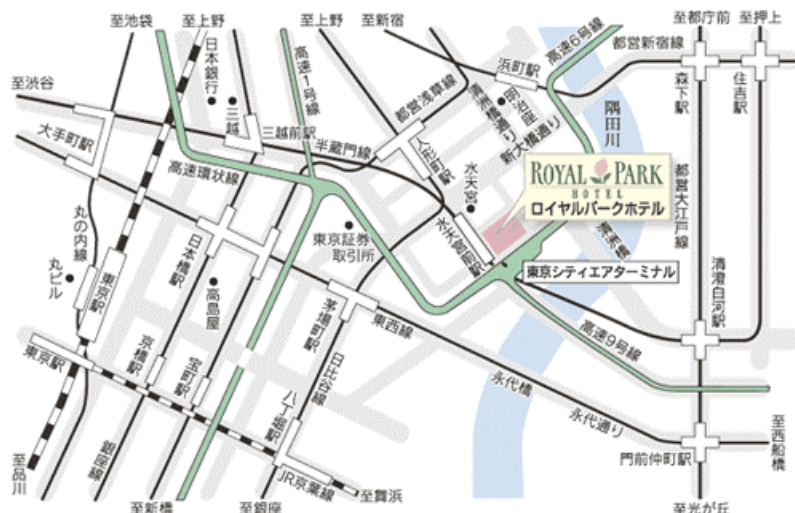 至池袋
至上野
至上野
至新宿
至都庁前
至押上
日本銀行
高速1号線
高速6号線
都営新宿線
浜町駅
森下駅
住吉駅
至渋谷
三越
三越前駅
都営浅草線
清洲橋通り
明治座
新大橋通り
隅田川
大手町駅
半蔵門線
人形町駅
高速環状線
水天宮
ROYAL PARK
HOTEL
ロイヤルパークホテル
都営大江戸線
丸の内線
丸ビル
東京駅
日本橋駅
高島屋
東京証券
取引所
水天宮前駅
清洲橋
東京シティエアターミナル
清澄白河駅
茅場町駅
東西線
高速9号線
東京駅
京橋駅
宝町駅
日比谷線
八丁堀駅
永代橋
永代通り
門前仲町駅
至西船橋
至品川
銀座線
至新橋
至銀座
JR京葉線
至舞浜
至光が丘